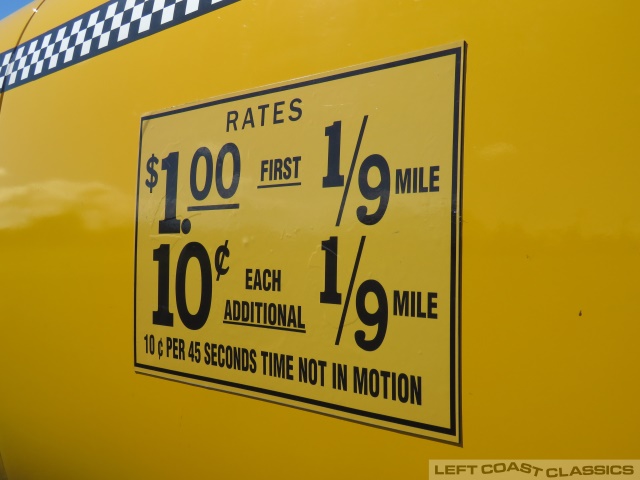 RATES
$1.00 FIRST 1/9 MILE
10¢ EACH ADDITIONAL 1/9 MILE
10 ¢ PER 45 SECONDS TIME NOT IN MOTION
LEFT COAST CLASSICS